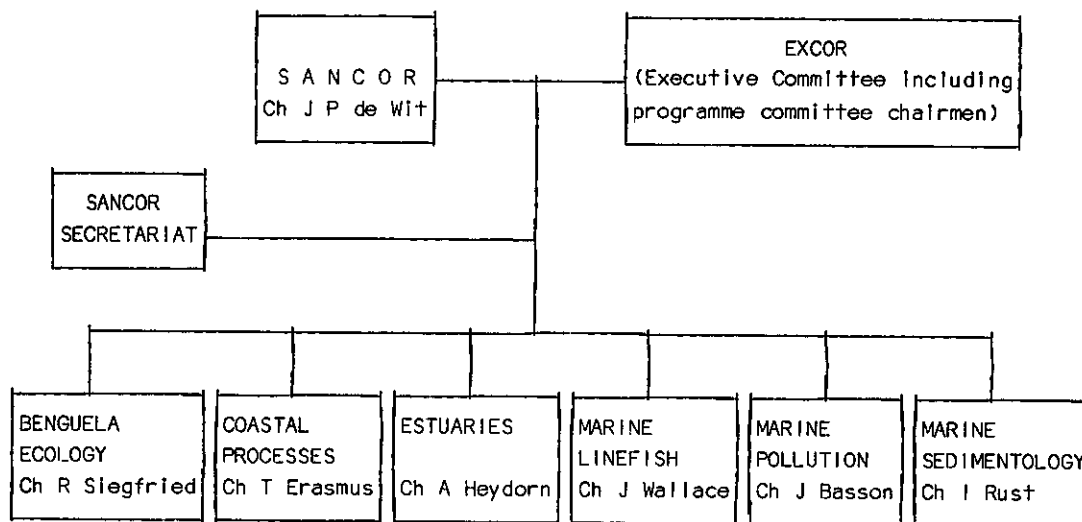 S A N C O R
Ch J P de Wit
EXCOR
(Executive Committee including
programme committee chairmen)
SANCOR
SECRETARIAT
BENGUELA
ECOLOGY
Ch R Siegfried
COASTAL
PROCESSES
Ch T Erasmus
ESTUARIES
Ch A Heydorn
MARINE
LINEFISH
Ch J Wallace
MARINE
POLLUTION
Ch J Basson
MARINE
SEDIMENTOLOGY
Ch I Rust